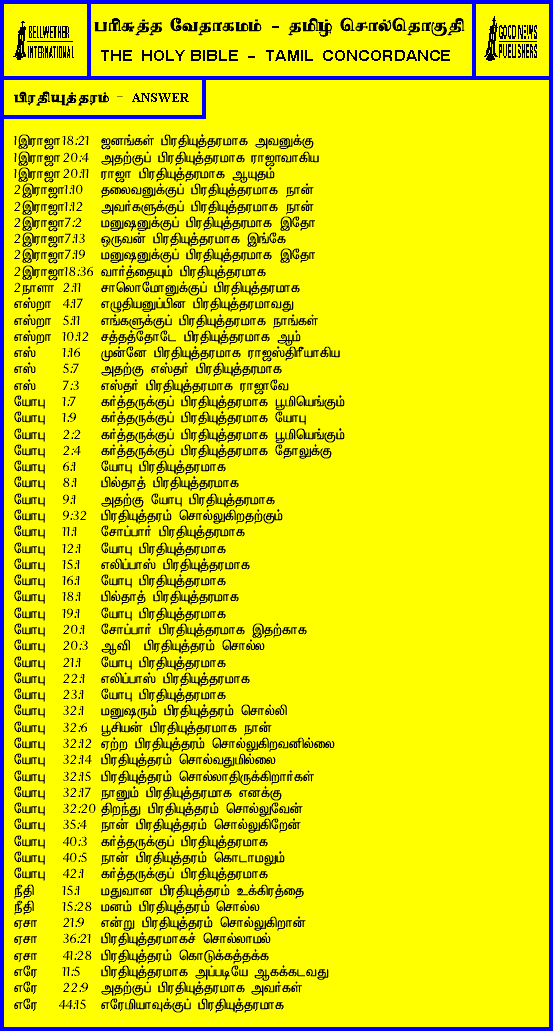 BELLWETHER INTERNATIONAL
பரிசுத்த வேதாகமம் - தமிழ் சொல்தொகுதி
THE HOLY BIBLE - TAMIL CONCORDANCE
GOOD NEWS PUBLISHERS
பிரதியுத்தரம் - ANSWER
1இராஜா 18:21 ஜனங்கள் பிரதியுத்தரமாக அவனுக்கு
1இராஜா 20:4 அதற்குப் பிரதியுத்தரமாக ராஜாவாகிய
1இராஜா 20:11 ராஜா பிரதியுத்தரமாக ஆயுதம்
2இராஜா 1:10 தலைவனுக்குப் பிரதியுத்தரமாக நான்
2இராஜா 1:12 அவர்களுக்குப் பிரதியுத்தரமாக நான்
2இராஜா 7:2 மனுஷனுக்குப் பிரதியுத்தரமாக இதோ
2இராஜா 7:13 ஒருவன் பிரதியுத்தரமாக இங்கே
2இராஜா 7:19 மனுஷனுக்குப் பிரதியுத்தரமாக இதோ
2இராஜா 18:36 வார்த்தையும் பிரதியுத்தரமாக
2நாளா 2:11 சாலொமோனுக்குப் பிரதியுத்தரமாக
எஸ்றா 4:17 எழுதியனுப்பின பிரதியுத்தரமாவது
எஸ்றா 5:11 எங்களுக்குப் பிரதியுத்தரமாக நாங்கள்
எஸ்றா 10:12 சத்தத்தோடே பிரதியுத்தரமாக ஆம்
எஸ் 1:16 முன்னே பிரதியுத்தரமாக ராஜஸ்திரீயாகிய
எஸ் 5:7 அதற்கு எஸ்தர் பிரதியுத்தரமாக
எஸ் 7:3 எஸ்தர் பிரதியுத்தரமாக ராஜாவே
யோபு 1:7 கர்த்தருக்குப் பிரதியுத்தரமாக பூமியெங்கும்
யோபு 1:9 கர்த்தருக்குப் பிரதியுத்தரமாக யோபு
யோபு 2:2 கர்த்தருக்குப் பிரதியுத்தரமாக பூமியெங்கும்
யோபு 2:4 கர்த்தருக்குப் பிரதியுத்தரமாக தோலுக்கு
யோபு 6:1 யோபு பிரதியுத்தரமாக
யோபு 8:1 பில்தாத் பிரதியுத்தரமாக
யோபு 9:1 அதற்கு யோபு பிரதியுத்தரமாக
யோபு 9:32 பிரதியுத்தரம் சொல்லுகிறதற்கும்
யோபு 11:1 சோப்பார் பிரதியுத்தரமாக
யோபு 12:1 யோபு பிரதியுத்தரமாக
யோபு 15:1 எலிப்பாஸ் பிரதியுத்தரமாக
யோபு 16:1 யோபு பிரதியுத்தரமாக
யோபு 18:1 பில்தாத் பிரதியுத்தரமாக
யோபு 19:1 யோபு பிரதியுத்தரமாக
யோபு 20:1 சோப்பார் பிரதியுத்தரமாக இதற்காக
யோபு 20:3 ஆவி பிரதியுத்தரம் சொல்ல
யோபு 21:1 யோபு பிரதியுத்தரமாக
யோபு 22:1 எலிப்பாஸ் பிரதியுத்தரமாக
யோபு 23:1 யோபு பிரதியுத்தரமாக
யோபு 32:1 மனுஷரும் பிரதியுத்தரம் சொல்லி
யோபு 32:6 பூசியன் பிரதியுத்தரமாக நான்
யோபு 32:12 ஏற்ற பிரதியுத்தரம் சொல்லுகிறவனில்லை
யோபு 32:14 பிரதியுத்தரம் சொல்வதுமில்லை
யோபு 32:15 பிரதியுத்தரம் சொல்லாதிருக்கிறார்கள்
யோபு 32:17 நானும் பிரதியுத்தரமாக எனக்கு
யோபு 32:20 திறந்து பிரதியுத்தரம் சொல்லுவேன்
யோபு 35:4 நான் பிரதியுத்தரம் சொல்லுகிறேன்
யோபு 40:3 கர்த்தருக்குப் பிரதியுத்தரமாக
யோபு 40:5 நான் பிரதியுத்தரம் கொடாமலும்
யோபு 42:1 கர்த்தருக்குப் பிரதியுத்தரமாக
நீதி 15:1 மதுவான பிரதியுத்தரம் உக்கிரத்தை
நீதி 15:28 மனம் பிரதியுத்தரம் சொல்ல
ஏசா 21:9 என்று பிரதியுத்தரம் சொல்லுகிறான்
ஏசா 36:21 பிரதியுத்தரமாகச் சொல்லாமல்
ஏசா 41:28 பிரதியுத்தரம் கொடுக்கத்தக்க
எரே 11:5 பிரதியுத்தரமாக அப்படியே ஆகக்கடவது
எரே 22:9 அதற்குப் பிரதியுத்தரமாக அவர்கள்
எரே 44:15 எரேமியாவுக்குப் பிரதியுத்தரமாக